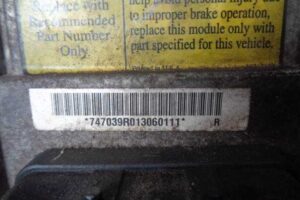 Replace with
Recommended
Part Number
Only
help avoid personal injury due
to improper brake operation,
replace this module only with
part specified for this vehicle.
*747039R013060111*
R